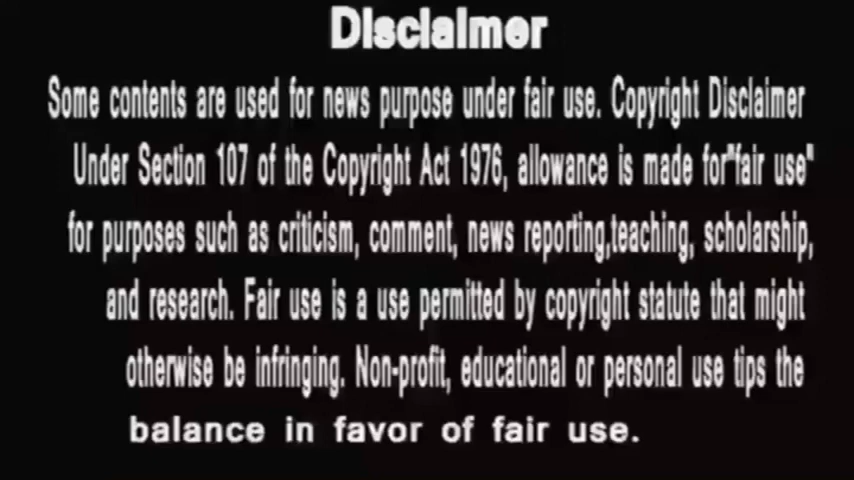 Disclaimer
Some contents are used for news purpose under fair use. Copyright Disclaimer
Under Section 107 of the Copyright Act 1976, allowance is made for"fair use"
for purposes such as criticism, comment, news reporting,teaching, scholarship,
and research. Fair use is a use permitted by copyright statute that might
otherwise be infringing. Non-profit, educational or personal use tips the
balance in favor of fair use.